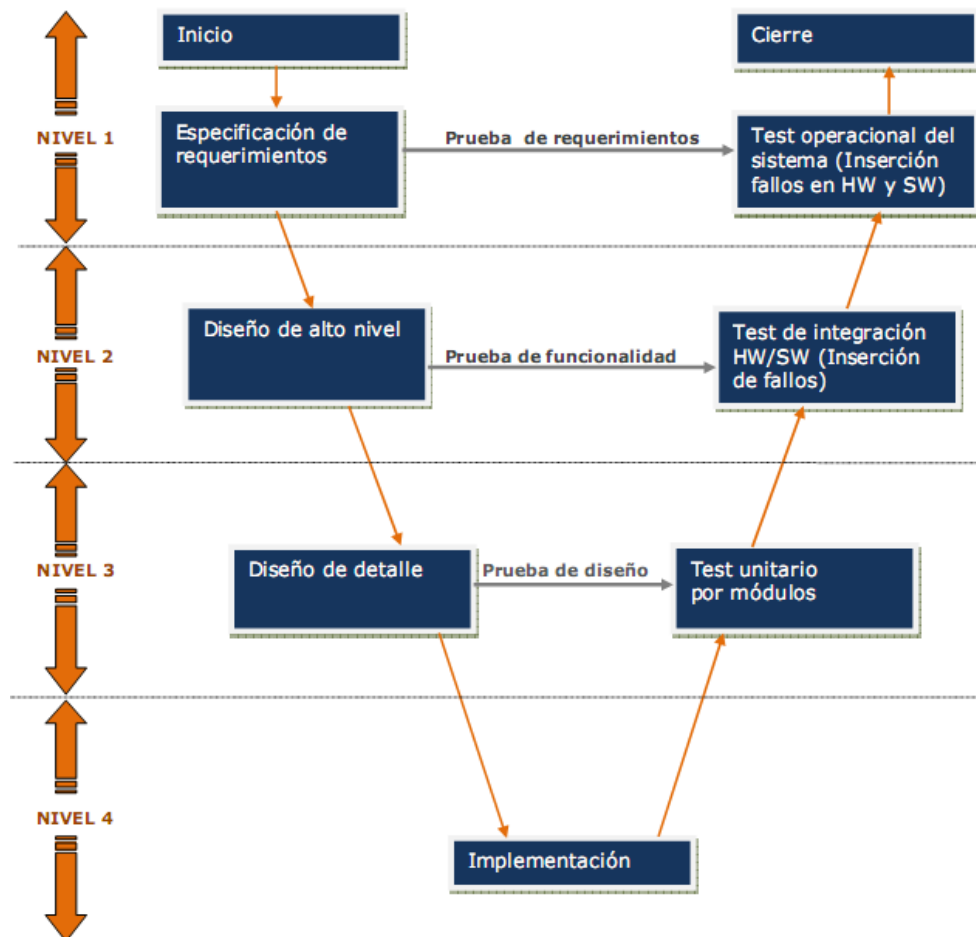 Inicio
Cierre
NIVEL 1
Especificación de
requerimientos
Prueba de requerimientos
Test operacional del
sistema (Inserción
fallos en HW y SW)
NIVEL 2
Diseño de alto nivel
Prueba de funcionalidad
Test de integración
HW/SW (Inserción
de fallos)
NIVEL 3
Diseño de detalle
Prueba de diseño
Test unitario
por módulos
NIVEL 4
Implementación